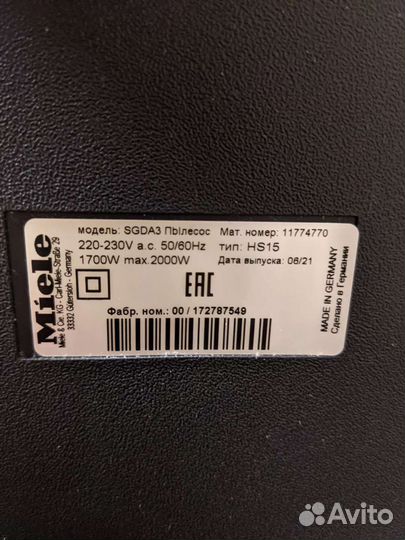 Miele
Miele & Cie. KG - Carl-Miele-Straße 29
33332 Gütersloh - Germany
модель: SGDA3 Пылесос Мат. номер: 11774770
220-230V a.c. 50/60Hz тип: HS15
1700W max.2000W Дата выпуска: 06/21
EAC
Фабр. ном.: 00 / 172787549
MADE IN GERMANY
Сделано в Германии
Avito